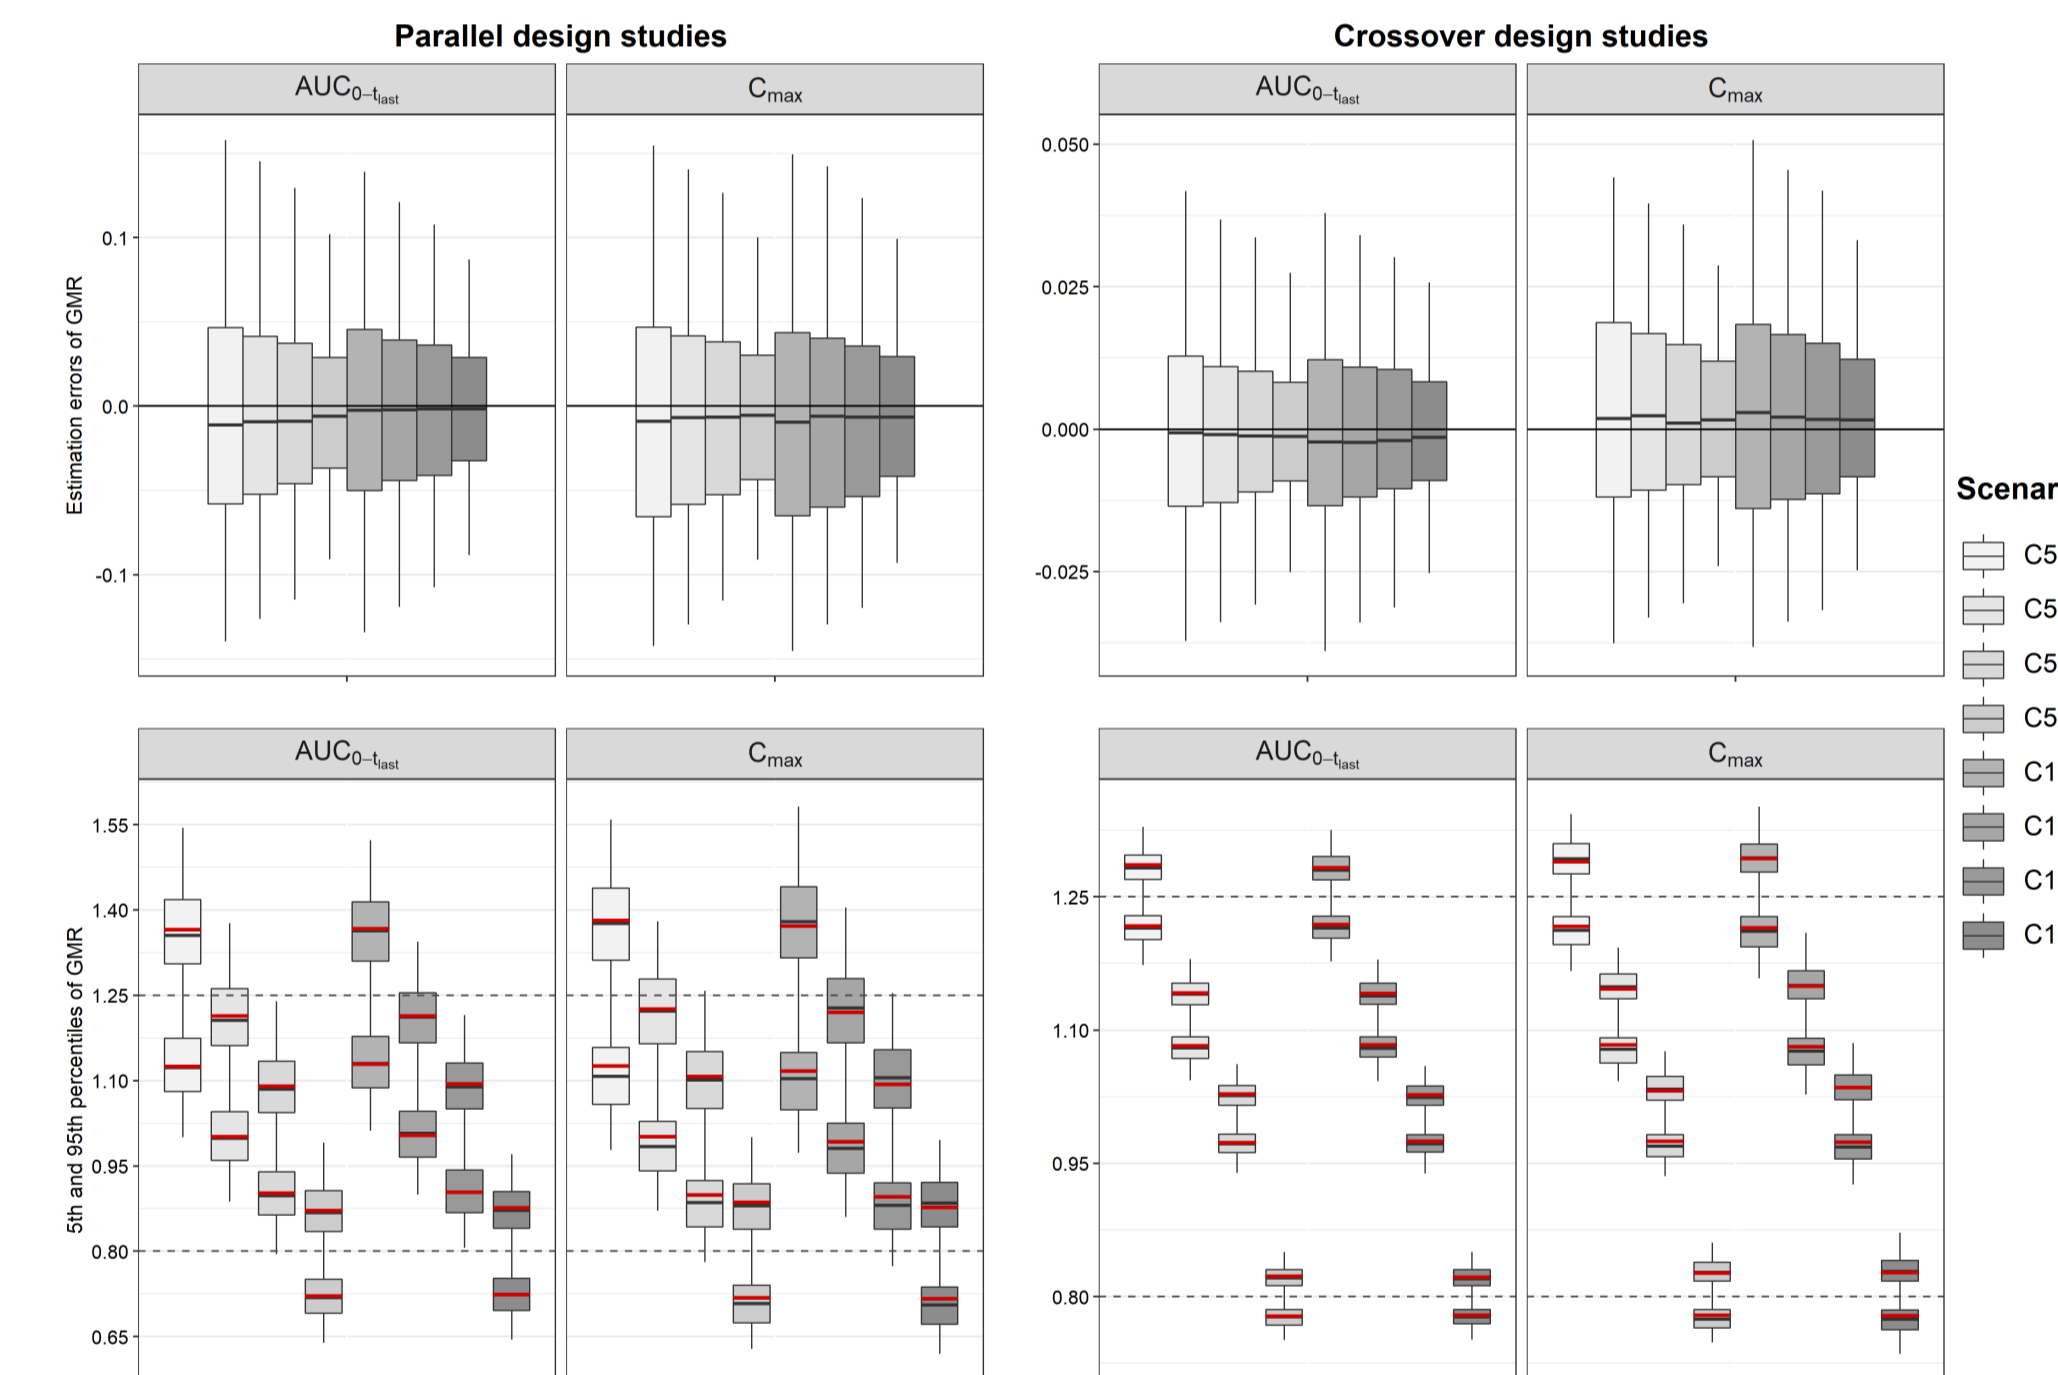 Parallel design studies
Crossover design studies
AUC0–tlast
Cmax
AUC0–tlast
Cmax
Estimation errors of GMR
0.1
0.0
-0.1
0.050
0.025
0.000
-0.025
AUC0–tlast
Cmax
AUC0–tlast
Cmax
5th and 95th percentiles of GMR
1.55
1.40
1.25
1.10
0.95
0.80
0.65
1.25
1.10
0.95
0.80
Scenar
C5
C5
C5
C5
C1
C1
C1
C1